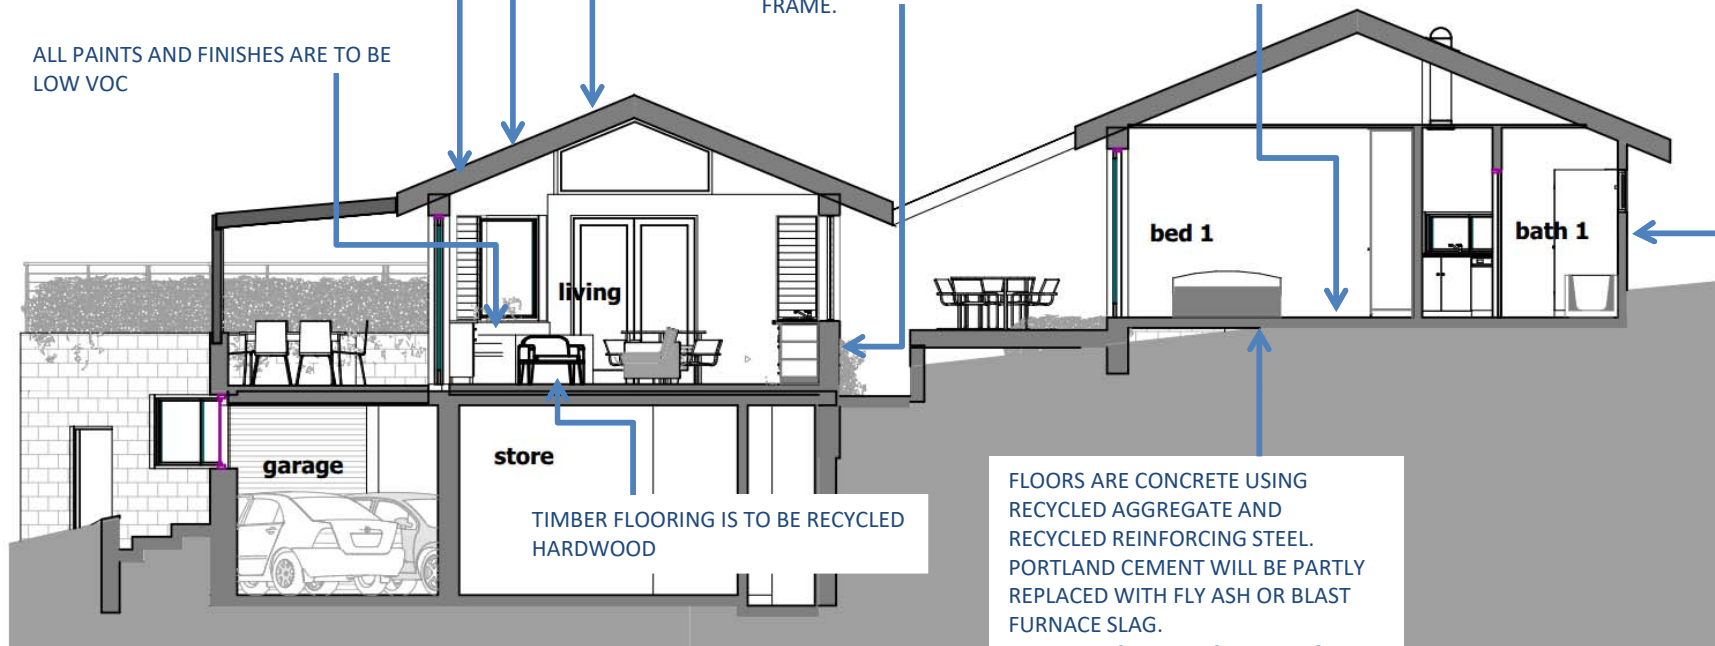 FRAME.
ALL PAINTS AND FINISHES ARE TO BE
LOW VOC
bed 1
bath 1
living
garage
store
TIMBER FLOORING IS TO BE RECYCLED
HARDWOOD
FLOORS ARE CONCRETE USING
RECYCLED AGGREGATE AND
RECYCLED REINFORCING STEEL.
PORTLAND CEMENT WILL BE PARTLY
REPLACED WITH FLY ASH OR BLAST
FURNACE SLAG.